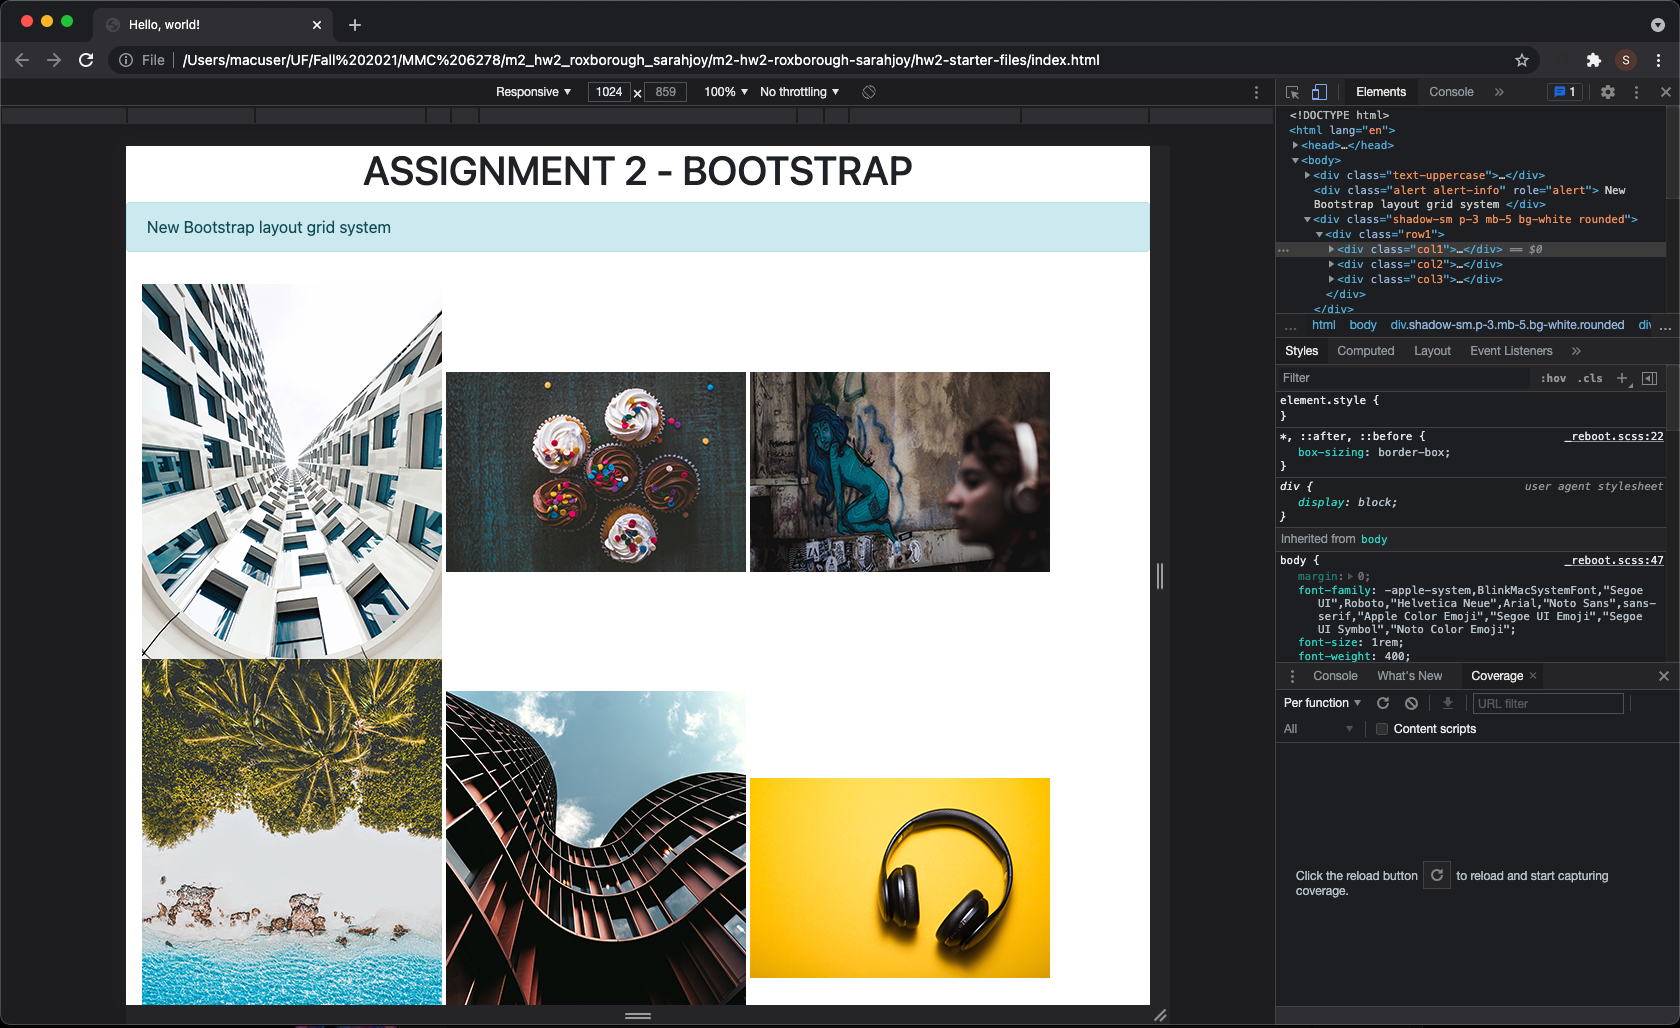 Hello, world!
File
/Users/macuser/UF/Fall%202021/MMC%206278/m2_hw2_roxborough_sarahjoy/m2-hw2-roxborough-sarahjoy/hw2-starter-files/index.html
S
Responsive ▼ 1024 × 859 100% ▼ No throttling ▼
ASSIGNMENT 2 - BOOTSTRAP
New Bootstrap layout grid system
Elements Console » 1
<!DOCTYPE html>
<html lang="en">
<head>…</head>
<body>
<div class="text-uppercase">…</div>
<div class="alert alert-info" role="alert"> New
Bootstrap layout grid system </div>
<div class="shadow-sm p-3 mb-5 bg-white rounded">
<div class="row1">
<div class="col1">…</div> == $0
<div class="col2">…</div>
<div class="col3">…</div>
</div>
</div>
… html body div.shadow-sm.p-3.mb-5.bg-white.rounded div …
Styles Computed Layout Event Listeners »
Filter :hov .cls +
element.style {
}
*, ::after, ::before { _reboot.scss:22
box-sizing: border-box;
}
div { user agent stylesheet
display: block;
}
Inherited from body
body { _reboot.scss:47
margin: 0;
font-family: -apple-system,BlinkMacSystemFont,"Segoe
UI",Roboto,"Helvetica Neue",Arial,"Noto Sans",sans-
serif,"Apple Color Emoji","Segoe UI Emoji","Segoe
UI Symbol","Noto Color Emoji";
font-size: 1rem;
font-weight: 400;
Console What's New Coverage ×
Per function ▼ URL filter
All ▼ Content scripts
Click the reload button to reload and start capturing
coverage.